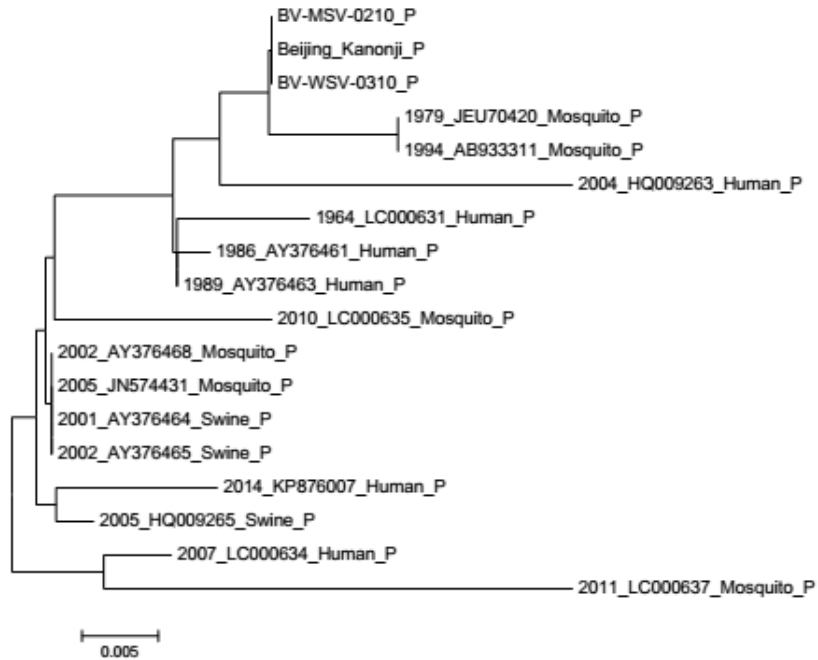 BV-MSV-0210_P
Beijing_Kanonji_P
BV-WSV-0310_P
1979_JEU70420_Mosquito_P
1994_AB933311_Mosquito_P
2004_HQ009263_Human_P
1964_LC000631_Human_P
1986_AY376461_Human_P
1989_AY376463_Human_P
2010_LC000635_Mosquito_P
2002_AY376468_Mosquito_P
2005_JN574431_Mosquito_P
2001_AY376464_Swine_P
2002_AY376465_Swine_P
2014_KP876007_Human_P
2005_HQ009265_Swine_P
2007_LC000634_Human_P
2011_LC000637_Mosquito_P
0.005